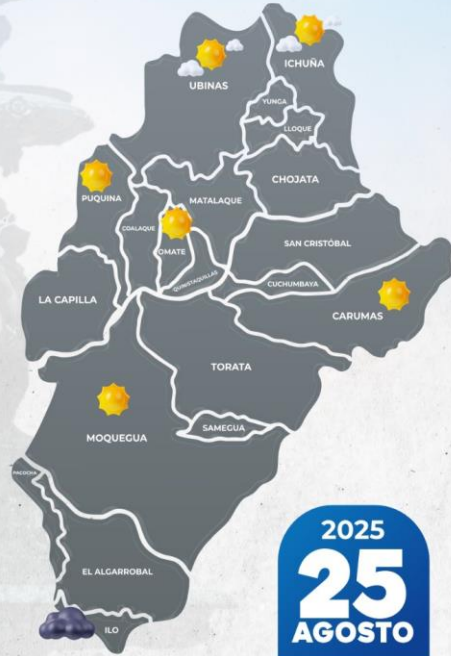 ICHUÑA
UBINAS
YUNGA
LLOQUE
CHOJATA
PUQUINA
MATALAQUE
COALAQUE
OMATE
SAN CRISTÓBAL
QUINISTAQUILLAS
CUCHUMBAYA
LA CAPILLA
CARUMAS
TORATA
SAMEGUA
MOQUEGUA
PACOCHA
EL ALGARROBAL
ILO
2025
25
AGOSTO